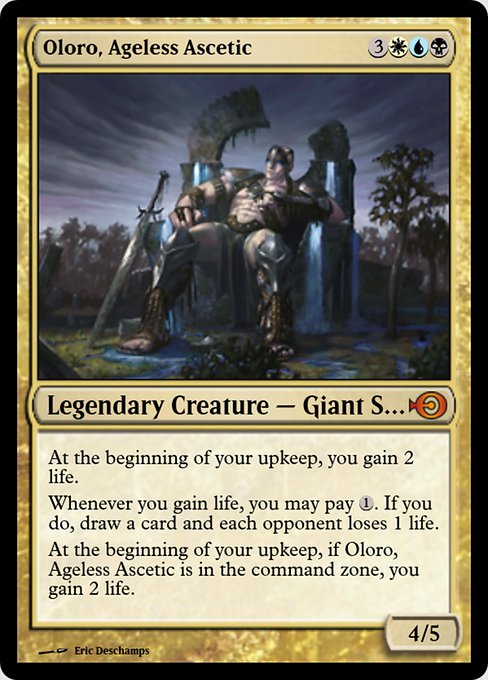 Oloro, Ageless Ascetic 3
Legendary Creature — Giant S...
At the beginning of your upkeep, you gain 2
life.
Whenever you gain life, you may pay 1. If you
do, draw a card and each opponent loses 1 life.
At the beginning of your upkeep, if Oloro,
Ageless Ascetic is in the command zone, you
gain 2 life.
4/5
Eric Deschamps